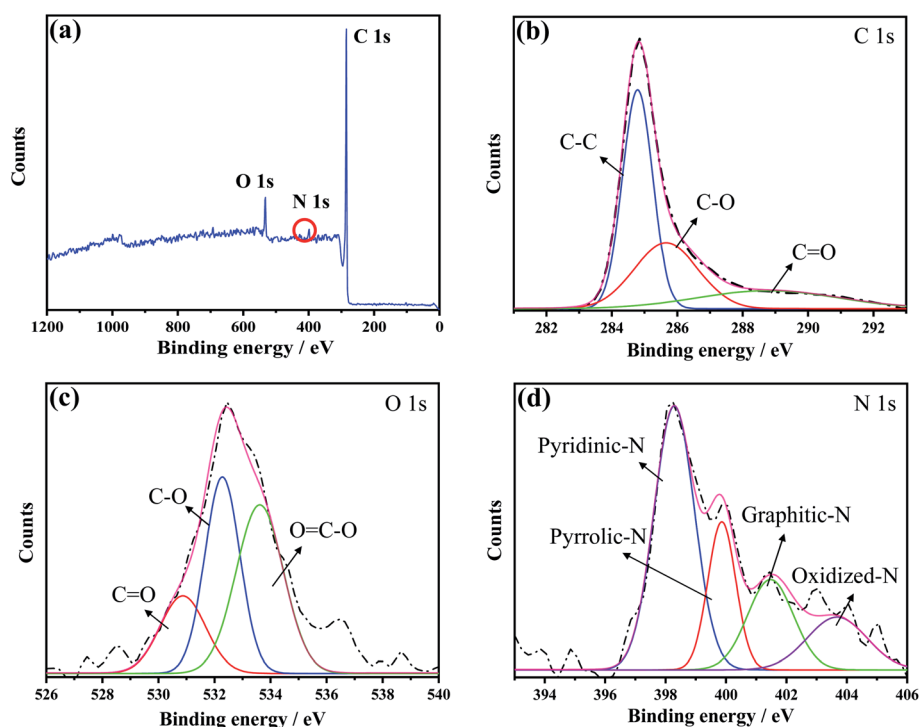 (a)
C 1s
O 1s
N 1s
Counts
1200 1000 800 600 400 200 0
Binding energy / eV
(b)
C 1s
C-C
C-O
C=O
Counts
282 284 286 288 290 292
Binding energy / eV
(c)
O 1s
C-O
O=C-O
C=O
Counts
526 528 530 532 534 536 538 540
Binding energy / eV
(d)
N 1s
Pyridinic-N
Pyrrolic-N
Graphitic-N
Oxidized-N
Counts
394 396 398 400 402 404 406
Binding energy / eV